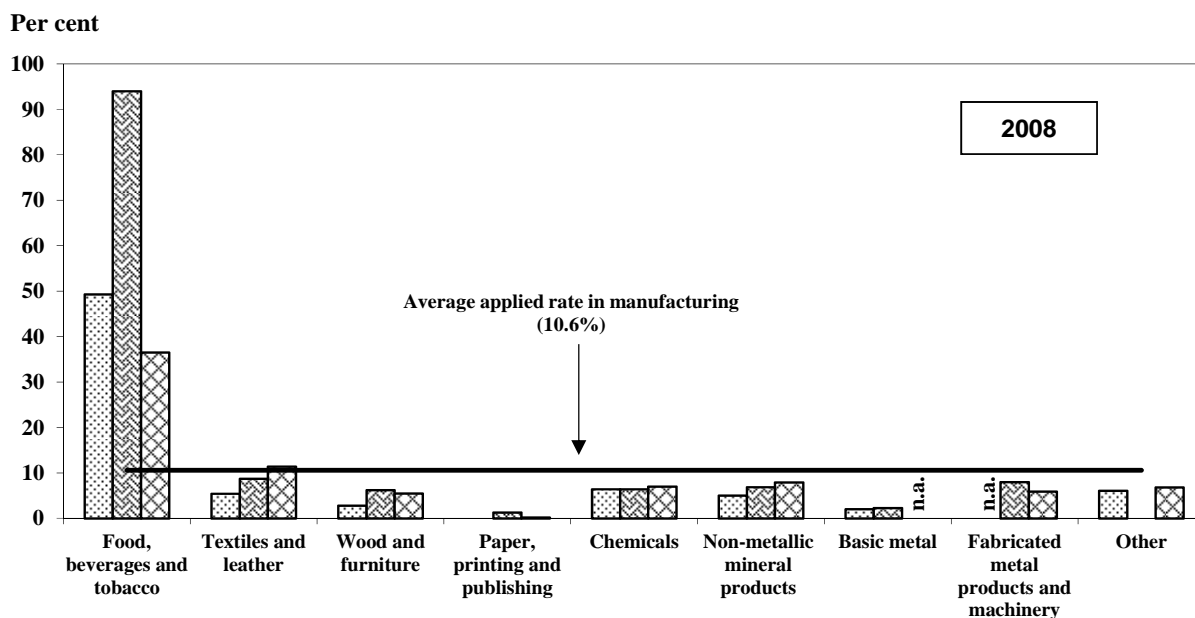 Per cent
100
90
80
70
60
50
40
30
20
10
0
2008
Average applied rate in manufacturing
(10.6%)
n.a.
n.a.
Food,
beverages and
tobacco
Textiles and
leather
Wood and
furniture
Paper,
printing and
publishing
Chemicals
Non-metallic
mineral
products
Basic metal
Fabricated
metal
products and
machinery
Other